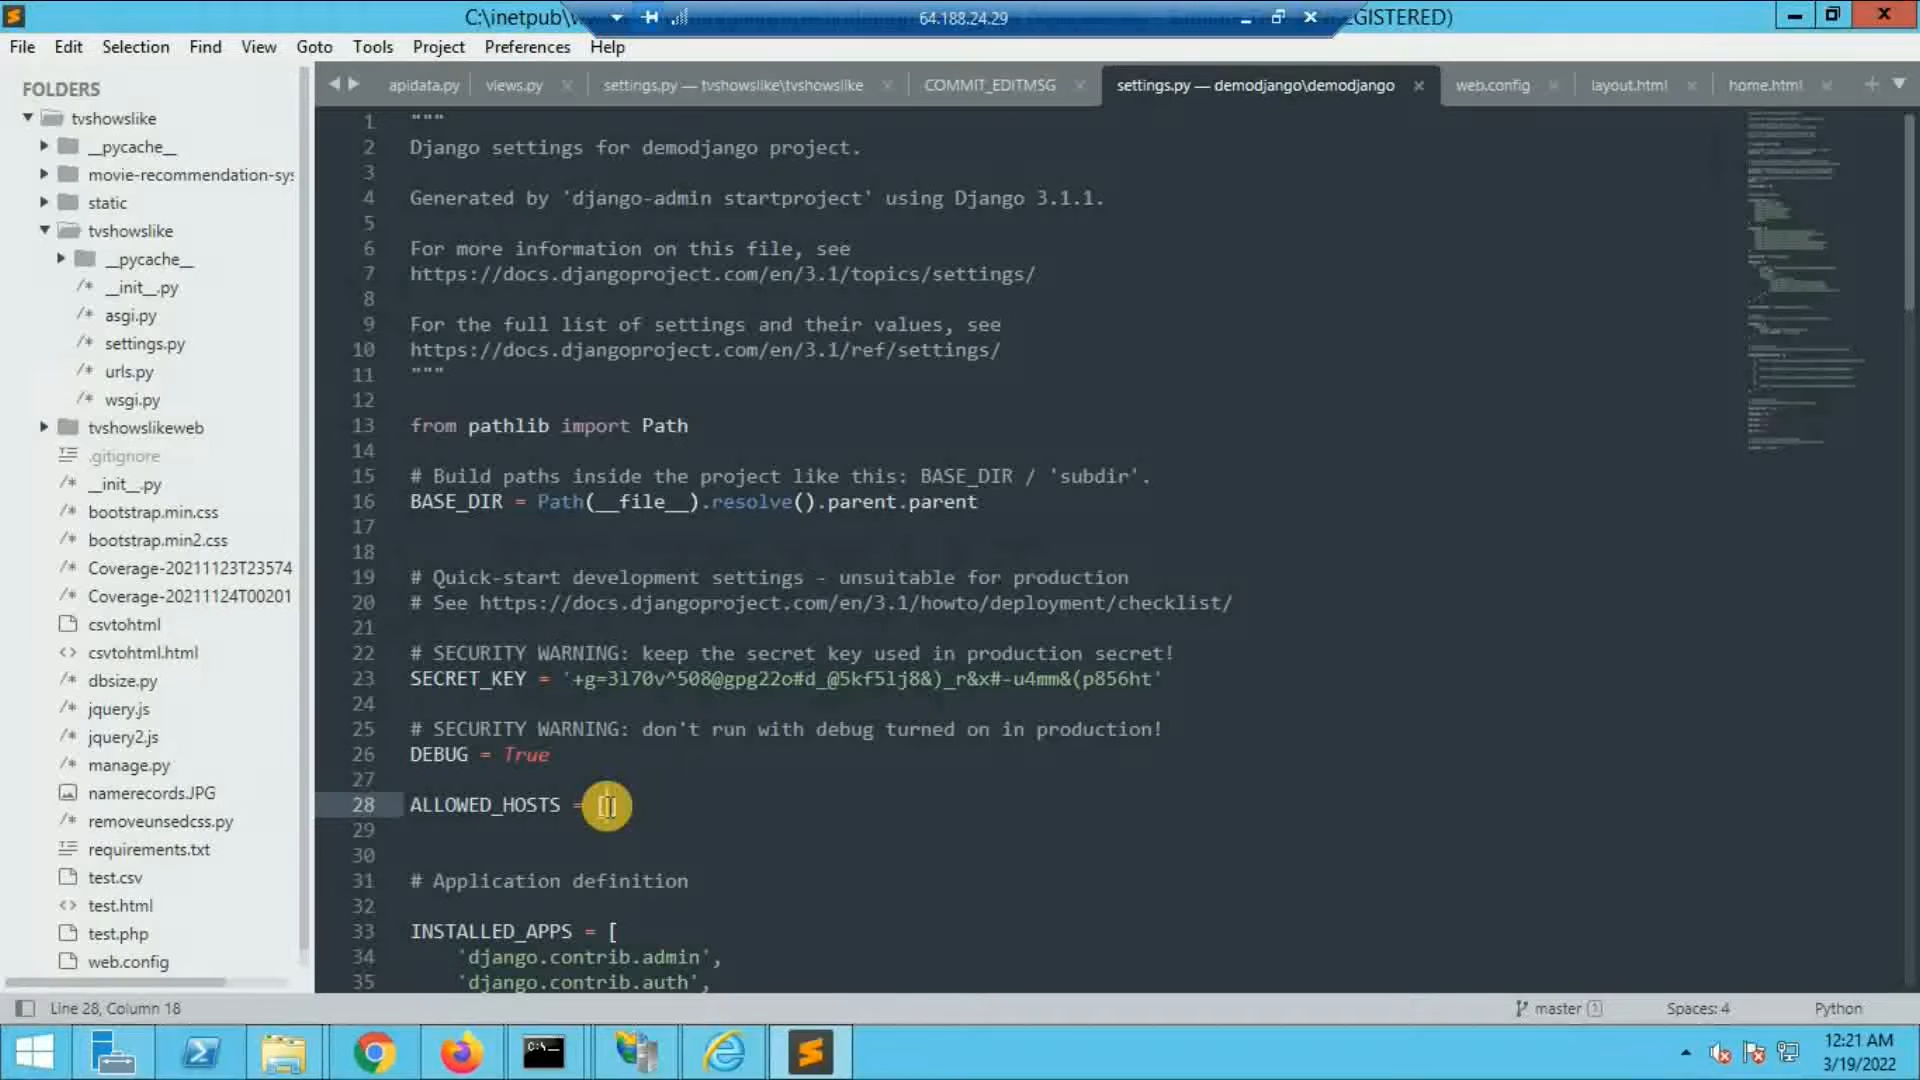 C:\inetpub\w
64.188.24.29
EGISTERED)
File Edit Selection Find View Goto Tools Project Preferences Help
FOLDERS
tvshowslike
__pycache__
movie-recommendation-sys
static
tvshowslike
__pycache__
__init__.py
asgi.py
settings.py
urls.py
wsgi.py
tvshowslikeweb
.gitignore
__init__.py
bootstrap.min.css
bootstrap.min2.css
Coverage-20211123T23574
Coverage-20211124T00201
csvtohtml
csvtohtml.html
dbsize.py
jquery.js
jquery2.js
manage.py
namerecords.JPG
removeunsedcss.py
requirements.txt
test.csv
test.html
test.php
web.config
apidata.py views.py settings.py — tvshowslike\tvshowslike COMMIT_EDITMSG settings.py — demodjango\demodjango web.config layout.html home.html
1 """
2 Django settings for demodjango project.
3
4 Generated by 'django-admin startproject' using Django 3.1.1.
5
6 For more information on this file, see
7 https://docs.djangoproject.com/en/3.1/topics/settings/
8
9 For the full list of settings and their values, see
10 https://docs.djangoproject.com/en/3.1/ref/settings/
11 """
12
13 from pathlib import Path
14
15 # Build paths inside the project like this: BASE_DIR / 'subdir'.
16 BASE_DIR = Path(__file__).resolve().parent.parent
17
18
19 # Quick-start development settings - unsuitable for production
20 # See https://docs.djangoproject.com/en/3.1/howto/deployment/checklist/
21
22 # SECURITY WARNING: keep the secret key used in production secret!
23 SECRET_KEY = '+g=3l70v^508@gpg22o#d_@5kf5lj8&)_r&x#-u4mm&(p856ht'
24
25 # SECURITY WARNING: don't run with debug turned on in production!
26 DEBUG = True
27
28 ALLOWED_HOSTS = []
29
30
31 # Application definition
32
33 INSTALLED_APPS = [
34 'django.contrib.admin',
35 'django.contrib.auth',
Line 28, Column 18
master 1 Spaces: 4 Python
12:21 AM
3/19/2022